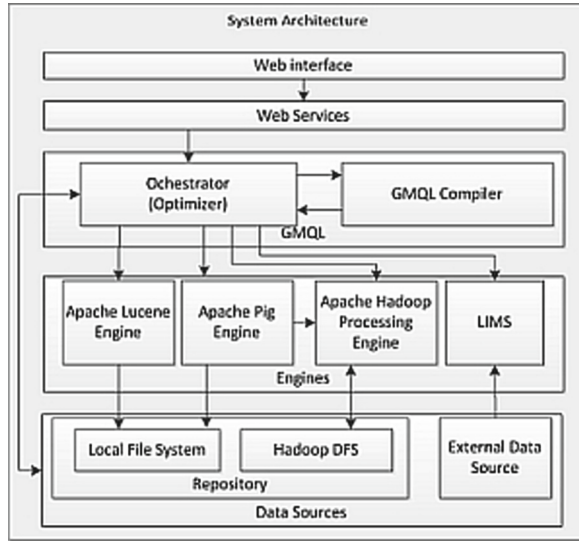 System Architecture
Web interface
Web Services
Ochestrator
(Optimizer)
GMQL Compiler
GMQL
Apache Lucene
Engine
Apache Pig
Engine
Apache Hadoop
Processing
Engine
LIMS
Engines
Local File System
Hadoop DFS
Repository
External Data
Source
Data Sources